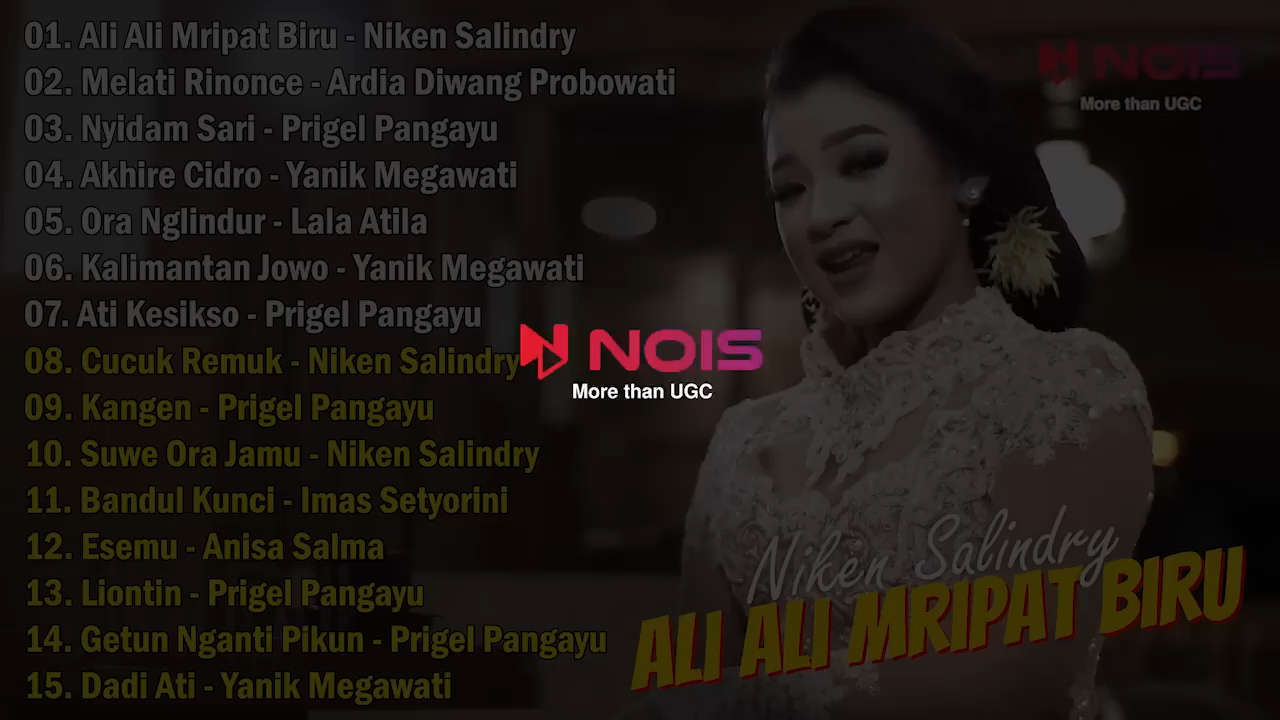 01. Ali Ali Mripat Biru - Niken Salindry
02. Melati Rinonce - Ardia Diwang Probowati
03. Nyidam Sari - Prigel Pangayu
04. Akhire Cidro - Yanik Megawati
05. Ora Nglindur - Lala Atila
06. Kalimantan Jowo - Yanik Megawati
07. Ati Kesikso - Prigel Pangayu
08. Cucuk Remuk - Niken Salindry
09. Kangen - Prigel Pangayu
10. Suwe Ora Jamu - Niken Salindry
11. Bandul Kunci - Imas Setyorini
12. Esemu - Anisa Salma
13. Liontin - Prigel Pangayu
14. Getun Nganti Pikun - Prigel Pangayu
15. Dadi Ati - Yanik Megawati
NOIS
More than UGC
NOIS
More than UGC
Niken Salindry
ALI ALI MRIPAT BIRU